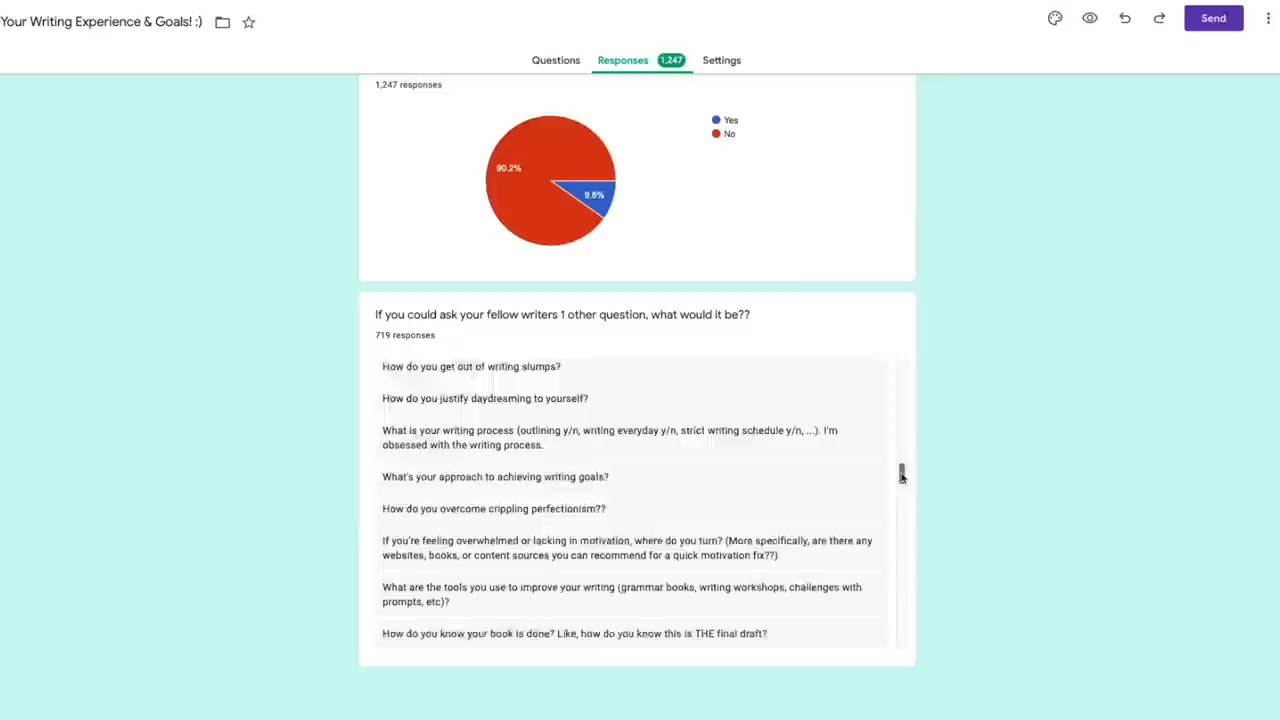 Your Writing Experience & Goals! :)
Send
Questions
Responses
1,247
Settings
1,247 responses
Yes
No
90.2%
9.8%
If you could ask your fellow writers 1 other question, what would it be??
719 responses
How do you get out of writing slumps?
How do you justify daydreaming to yourself?
What is your writing process (outlining y/n, writing everyday y/n, strict writing schedule y/n, ...). I'm
obsessed with the writing process.
What's your approach to achieving writing goals?
How do you overcome crippling perfectionism??
If you're feeling overwhelmed or lacking in motivation, where do you turn? (More specifically, are there any
websites, books, or content sources you can recommend for a quick motivation fix??)
What are the tools you use to improve your writing (grammar books, writing workshops, challenges with
prompts, etc)?
How do you know your book is done? Like, how do you know this is THE final draft?